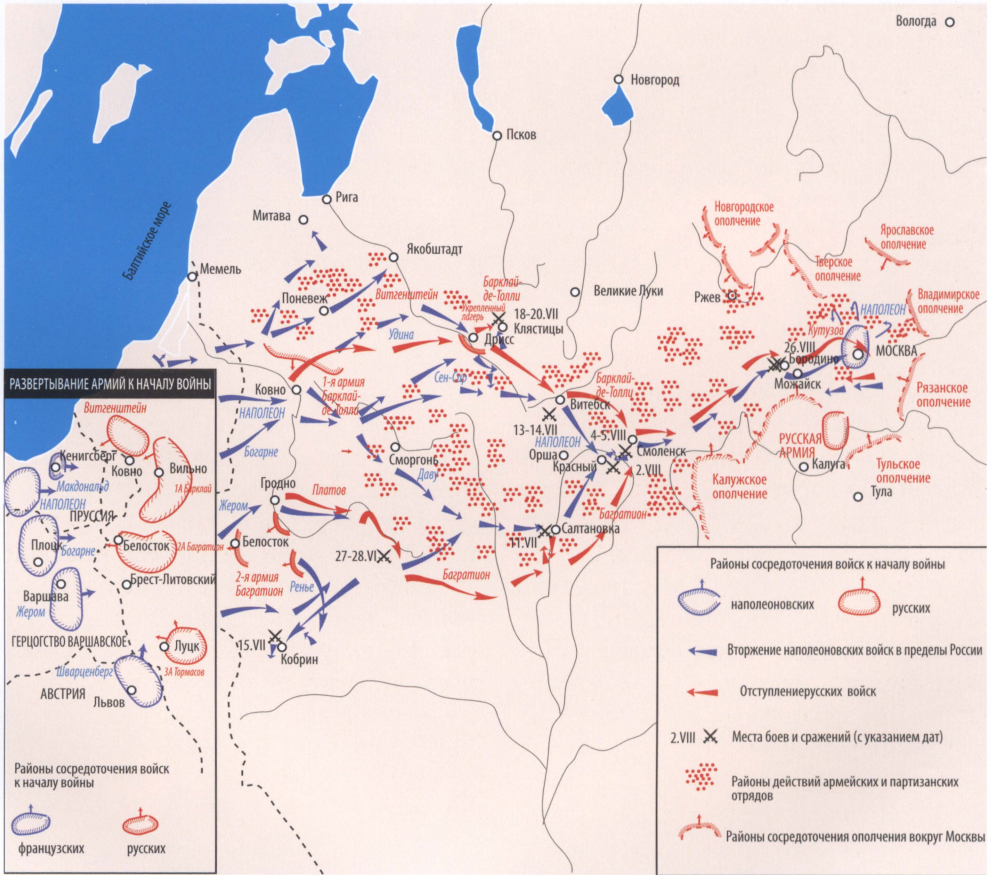 Вологда
Новгород
Псков
Рига
Митава
Балтийское море
Мемель
Якобштадт
Поневеж
Витгенштейн
Барклай-
де-Толли
Укрепленный
лагерь
18-20.VII
Клястицы
Дрисс
Великие Луки
Удина
Новгородское
ополчение
Тверское
ополчение
Ярославское
ополчение
Владимирское
ополчение
Ржев
НАПОЛЕОН
Кутузов
МОСКВА
26.VIII
Бородино
Можайск
Рязанское
ополчение
Ковно
НАПОЛЕОН
1-я армия
Барклай-
де-Толло
Сен-Сир
Богарне
Барклай-
де-Толли
Витебск
13-14.VII
НАПОЛЕОН
4-5.VIII
Смоленск
Орша
Красный
2.VIII
Сморгонь
Даву
РУССКАЯ
АРМИЯ
Калуга
Калужское
ополчение
Тульское
ополчение
Тула
Гродно
Платов
Жером
Белосток
2-я армия
Багратион
Ренье
27-28.VI
Багратион
11.VII
Салтановка
Багратион
15.VII
Кобрин
РАЗВЕРТЫВАНИЕ АРМИЙ К НАЧАЛУ ВОЙНЫ
Витгенштейн
Кенигсберг
Ковно
Вильно
Макдональд
1А Барклай
НАПОЛЕОН
ПРУССИЯ
Плоцк
Богарне
Белосток
2А Багратион
Варшава
Брест-Литовский
Жером
ГЕРЦОГСТВО ВАРШАВСКОЕ
Луцк
Шварценберг
3А Тормасов
АВСТРИЯ
Львов
Районы сосредоточения войск
к началу войны
французских
русских
Районы сосредоточения войск к началу войны
наполеоновских
русских
Вторжение наполеоновских войск в пределы России
Отступлениерусских войск
2.VIII
Места боев и сражений (с указанием дат)
Районы действий армейских и партизанских
отрядов
Районы сосредоточения ополчения вокруг Москвы